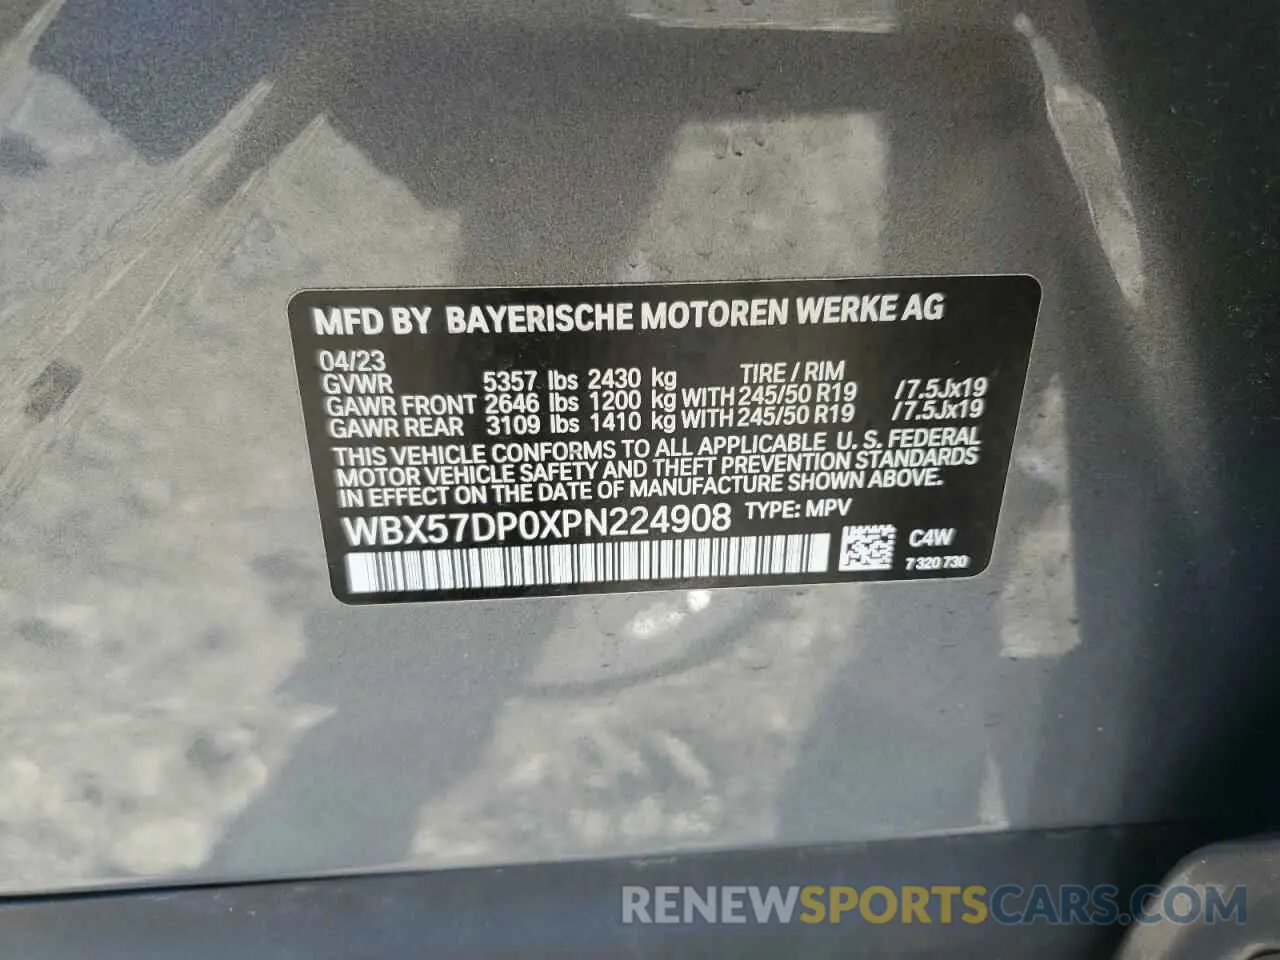 MFD BY BAYERISCHE MOTOREN WERKE AG
04/23 TIRE / RIM
GVWR 5357 lbs 2430 kg
GAWR FRONT 2646 lbs 1200 kg WITH 245/50 R19 /7.5Jx19
GAWR REAR 3109 lbs 1410 kg WITH 245/50 R19 /7.5Jx19
THIS VEHICLE CONFORMS TO ALL APPLICABLE U. S. FEDERAL
MOTOR VEHICLE SAFETY AND THEFT PREVENTION STANDARDS
IN EFFECT ON THE DATE OF MANUFACTURE SHOWN ABOVE.
WBX57DP0XPN224908 TYPE: MPV
C4W
7 320 730
RENEWSPORTSCARS.COM